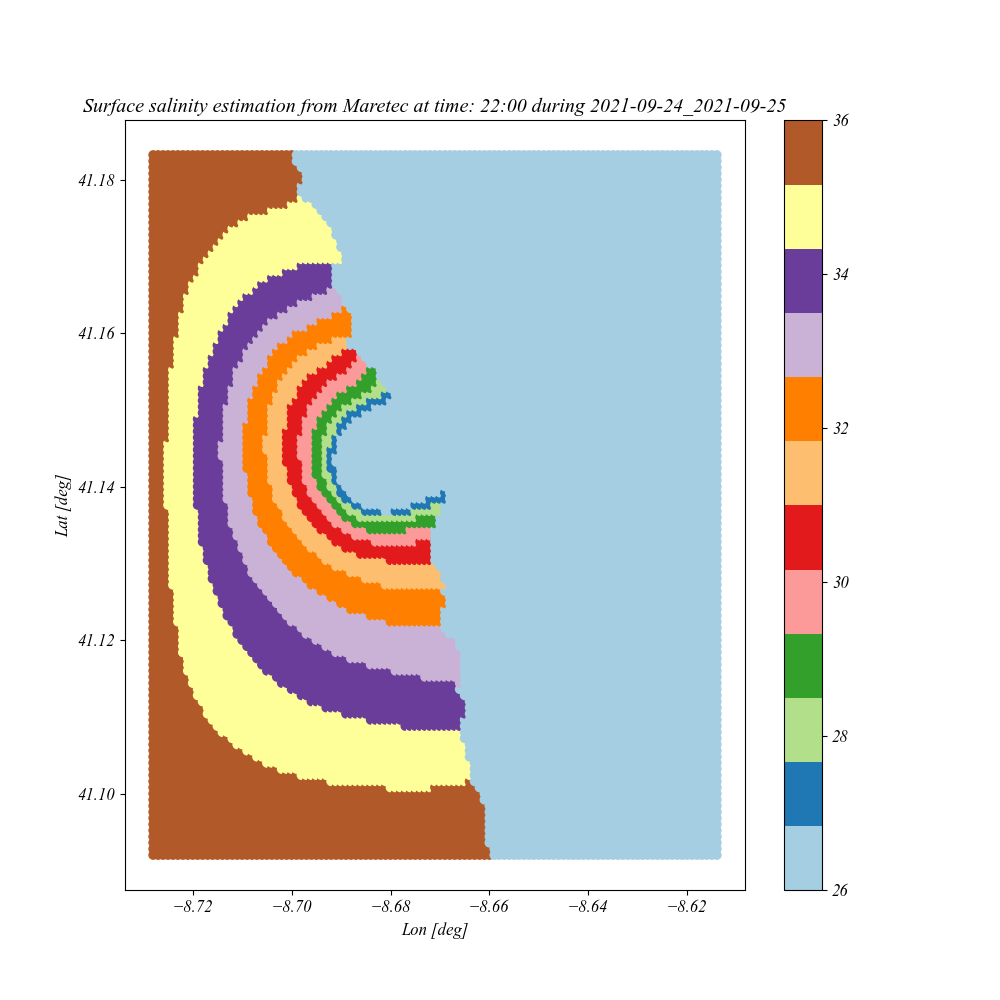 Surface salinity estimation from Maretec at time: 22:00 during 2021-09-24_2021-09-25
36
41.18
34
41.16
32
41.14
Lat [deg]
30
41.12
28
41.10
26
−8.72 −8.70 −8.68 −8.66 −8.64 −8.62
Lon [deg]